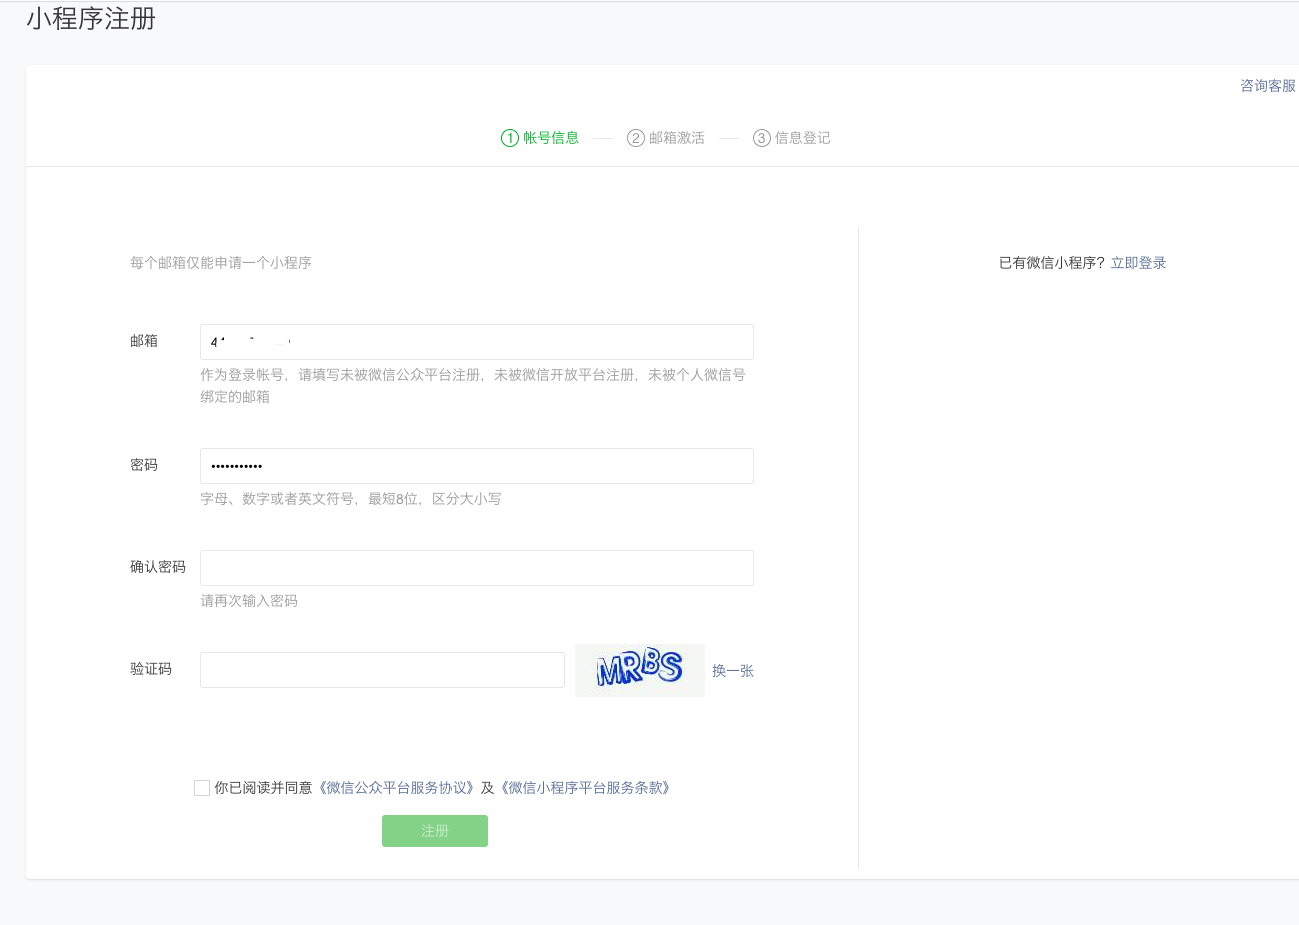 小程序注册
咨询客服
① 帐号信息 ② 邮箱激活 ③ 信息登记
每个邮箱仅能申请一个小程序
已有微信小程序？立即登录
邮箱
作为登录帐号，请填写未被微信公众平台注册，未被微信开放平台注册，未被个人微信号
绑定的邮箱
密码 •••••••••••
字母、数字或者英文符号，最短8位，区分大小写
确认密码
请再次输入密码
验证码 MRBS 换一张
你已阅读并同意《微信公众平台服务协议》及《微信小程序平台服务条款》
注册